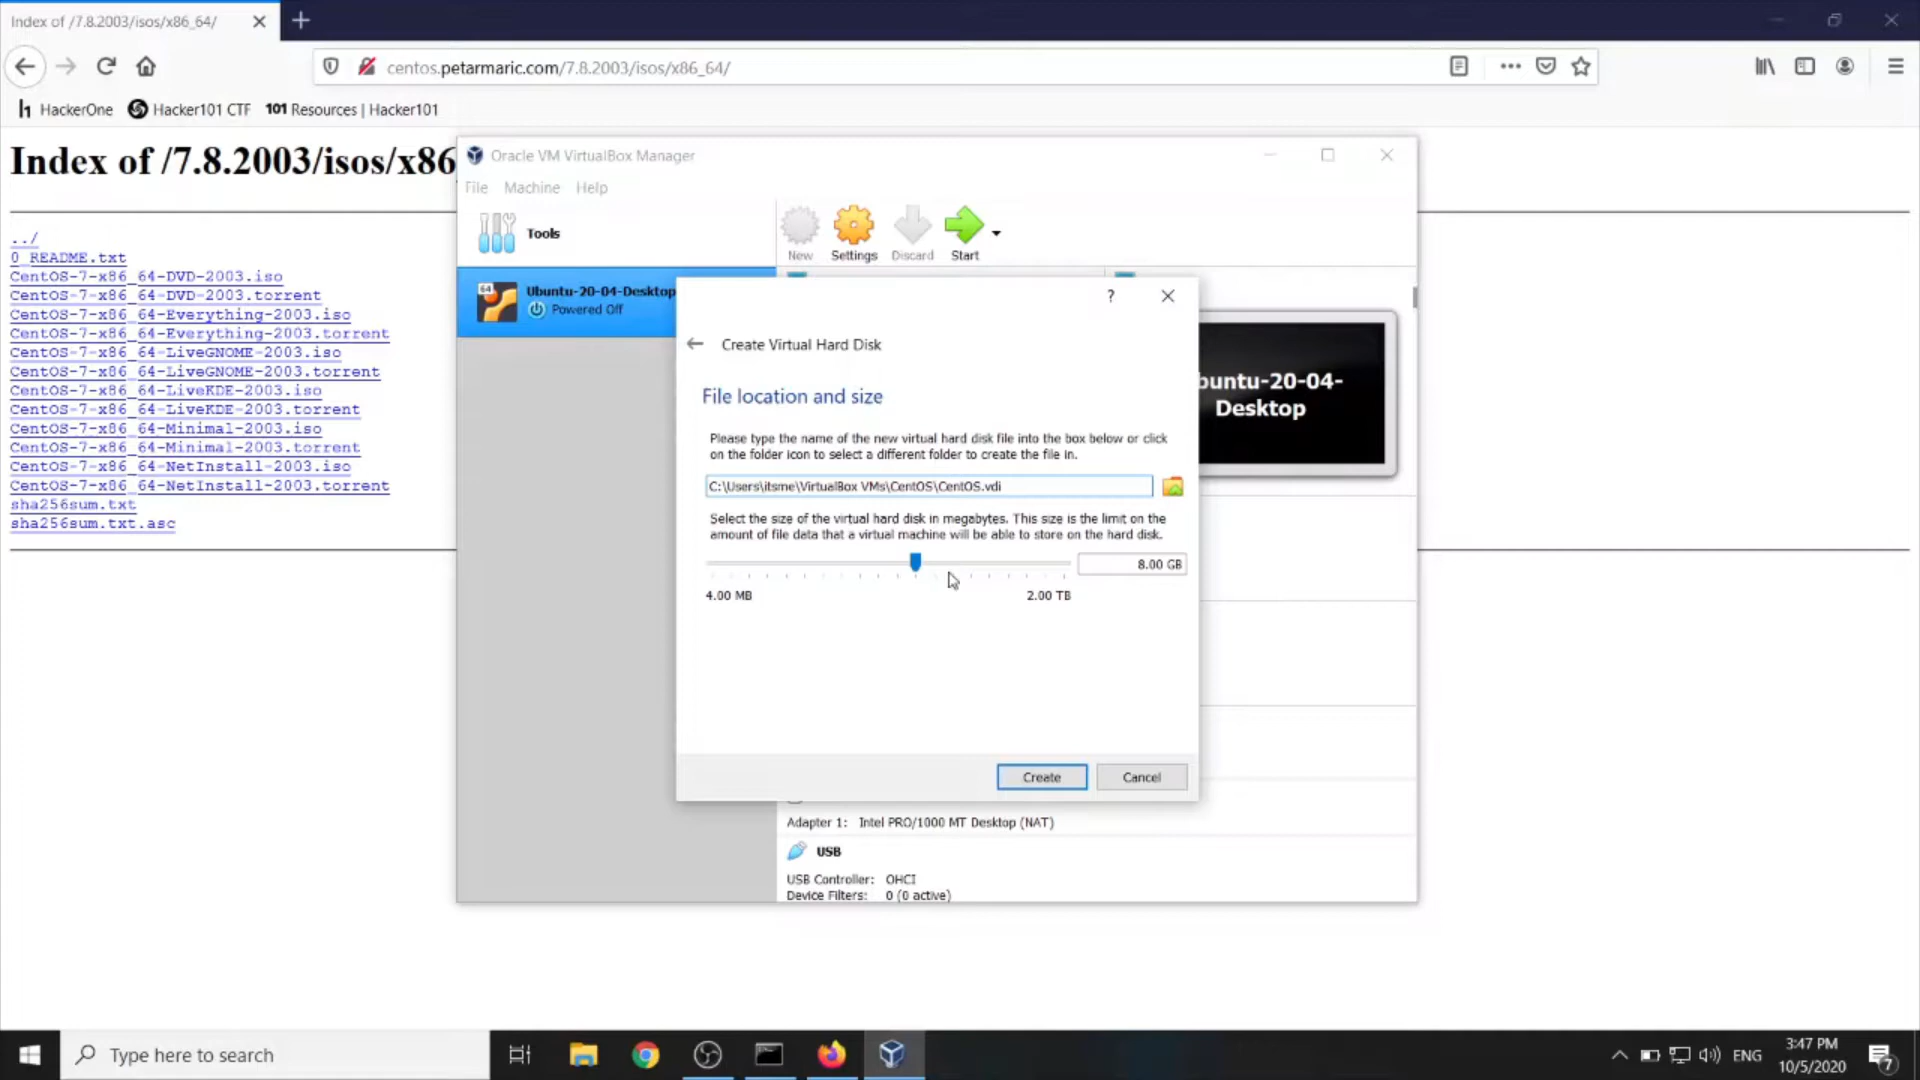 Index of /7.8.2003/isos/x86_64/
centos.petarmaric.com/7.8.2003/isos/x86_64/
HackerOne
Hacker101 CTF
101 Resources | Hacker101
Index of /7.8.2003/isos/x86
../
0_README.txt
CentOS-7-x86_64-DVD-2003.iso
CentOS-7-x86_64-DVD-2003.torrent
CentOS-7-x86_64-Everything-2003.iso
CentOS-7-x86_64-Everything-2003.torrent
CentOS-7-x86_64-LiveGNOME-2003.iso
CentOS-7-x86_64-LiveGNOME-2003.torrent
CentOS-7-x86_64-LiveKDE-2003.iso
CentOS-7-x86_64-LiveKDE-2003.torrent
CentOS-7-x86_64-Minimal-2003.iso
CentOS-7-x86_64-Minimal-2003.torrent
CentOS-7-x86_64-NetInstall-2003.iso
CentOS-7-x86_64-NetInstall-2003.torrent
sha256sum.txt
sha256sum.txt.asc
Oracle VM VirtualBox Manager
File Machine Help
Tools
New Settings Discard Start
64
Ubuntu-20-04-Desktop
Powered Off
buntu-20-04-
Desktop
?
Create Virtual Hard Disk
File location and size
Please type the name of the new virtual hard disk file into the box below or click
on the folder icon to select a different folder to create the file in.
C:\Users\itsme\VirtualBox VMs\CentOS\CentOS.vdi
Select the size of the virtual hard disk in megabytes. This size is the limit on the
amount of file data that a virtual machine will be able to store on the hard disk.
8.00 GB
4.00 MB 2.00 TB
Create Cancel
Adapter 1: Intel PRO/1000 MT Desktop (NAT)
USB
USB Controller: OHCI
Device Filters: 0 (0 active)
Type here to search
ENG
3:47 PM
10/5/2020
7